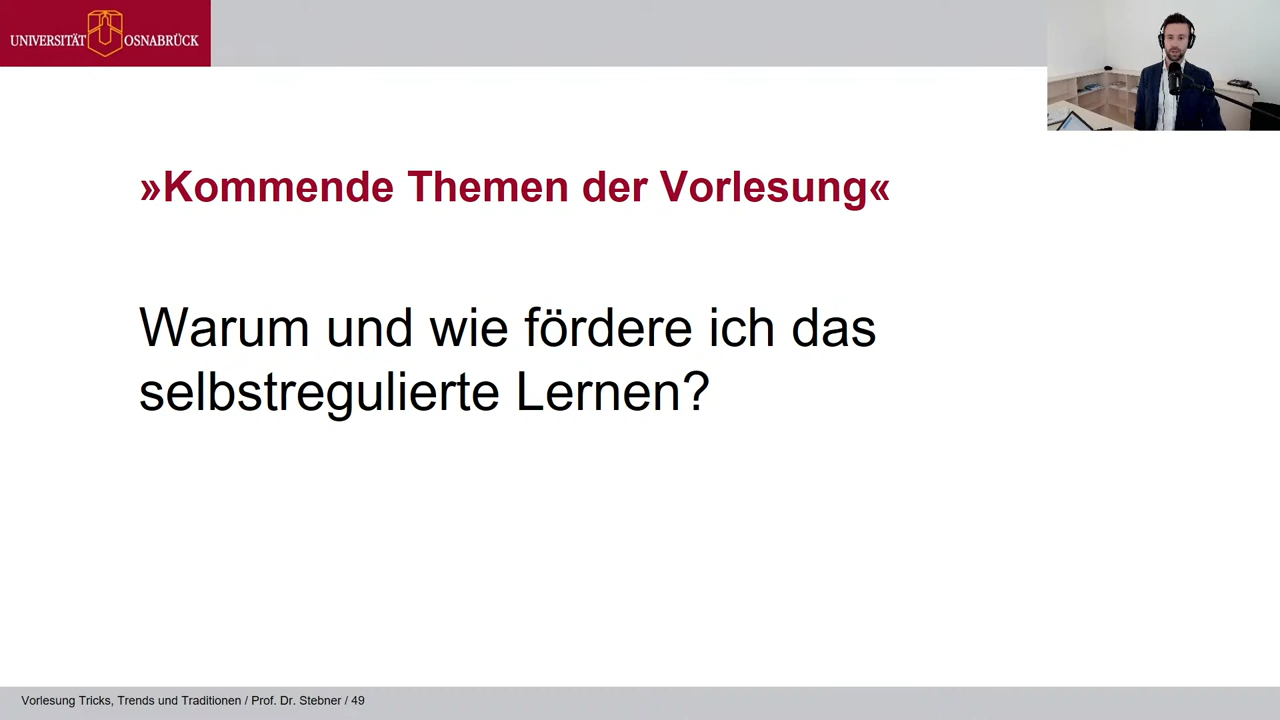 UNIVERSITÄT OSNABRÜCK
»Kommende Themen der Vorlesung«
Warum und wie fördere ich das
selbstregulierte Lernen?
Vorlesung Tricks, Trends und Traditionen / Prof. Dr. Stebner / 49